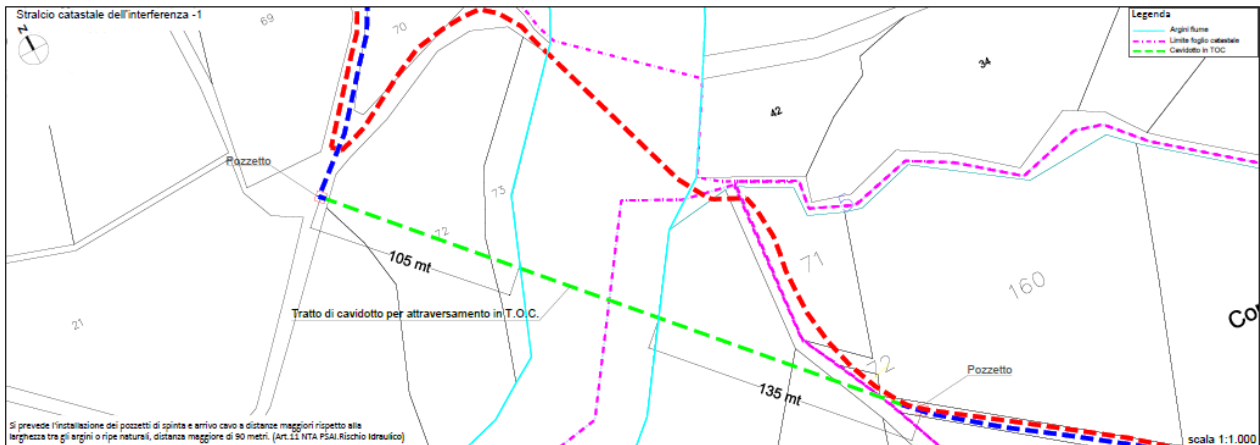 Stralcio catastale dell'interferenza -1
Legenda
Argini fiume
Limite foglio catastale
Cavidotto in TOC
N
69
70
42
34
Pozzetto
73
72
105 mt
71
160
21
Tratto di cavidotto per attraversamento in T.O.C.
72
Pozzetto
135 mt
Si prevede l'installazione dei pozzetti di spinta e arrivo cavo a distanze maggiori rispetto alla
larghezza tra gli argini o ripe naturali, distanza maggiore di 90 metri. (Art.11 NTA PSAI.Rischio Idraulico)
scala 1:1.000